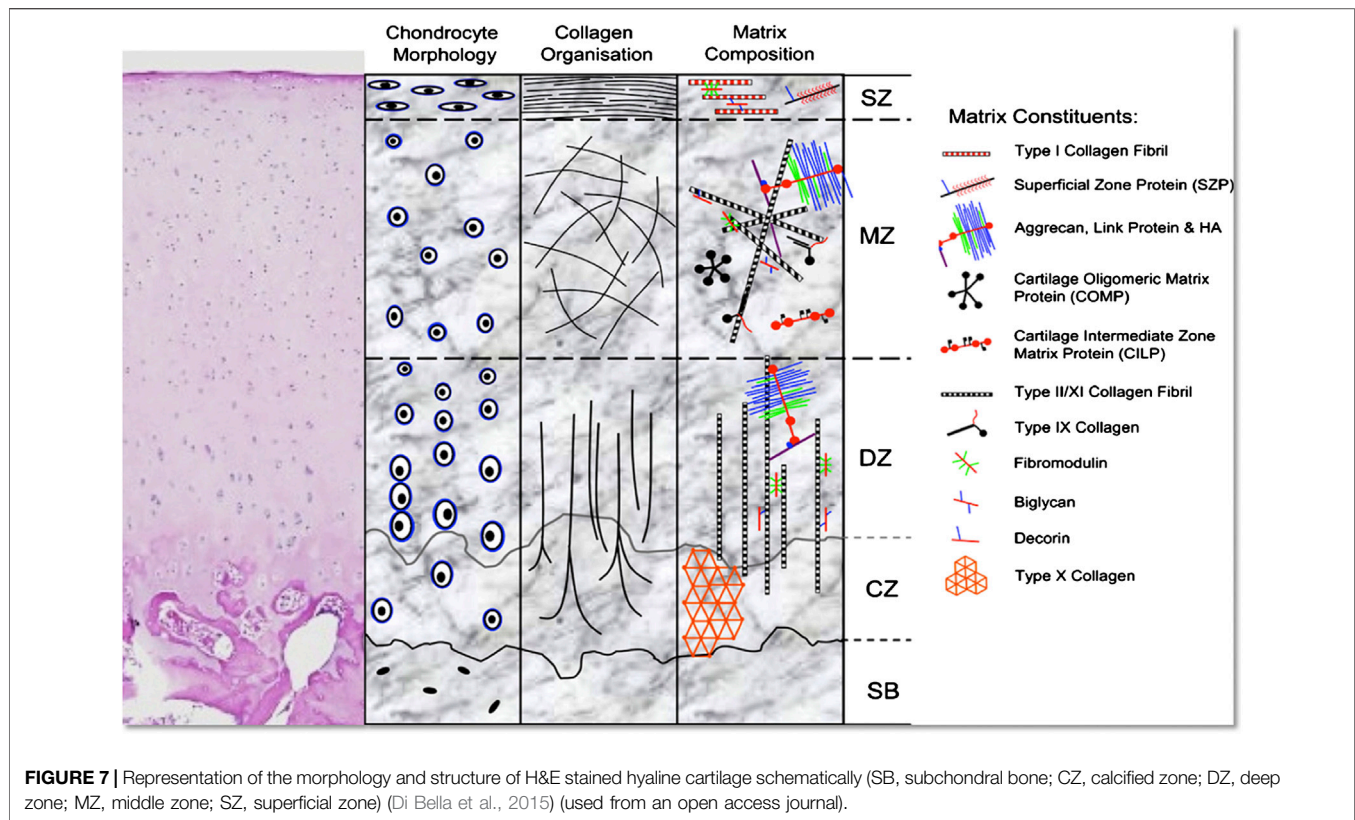 Chondrocyte
Morphology
Collagen
Organisation
Matrix
Composition
SZ
MZ
DZ
CZ
SB
Matrix Constituents:
Type I Collagen Fibril
Superficial Zone Protein (SZP)
Aggrecan, Link Protein & HA
Cartilage Oligomeric Matrix
Protein (COMP)
Cartilage Intermediate Zone
Matrix Protein (CILP)
Type II/XI Collagen Fibril
Type IX Collagen
Fibromodulin
Biglycan
Decorin
Type X Collagen
FIGURE 7 | Representation of the morphology and structure of H&E stained hyaline cartilage schematically (SB, subchondral bone; CZ, calcified zone; DZ, deep
zone; MZ, middle zone; SZ, superficial zone) (Di Bella et al., 2015) (used from an open access journal).